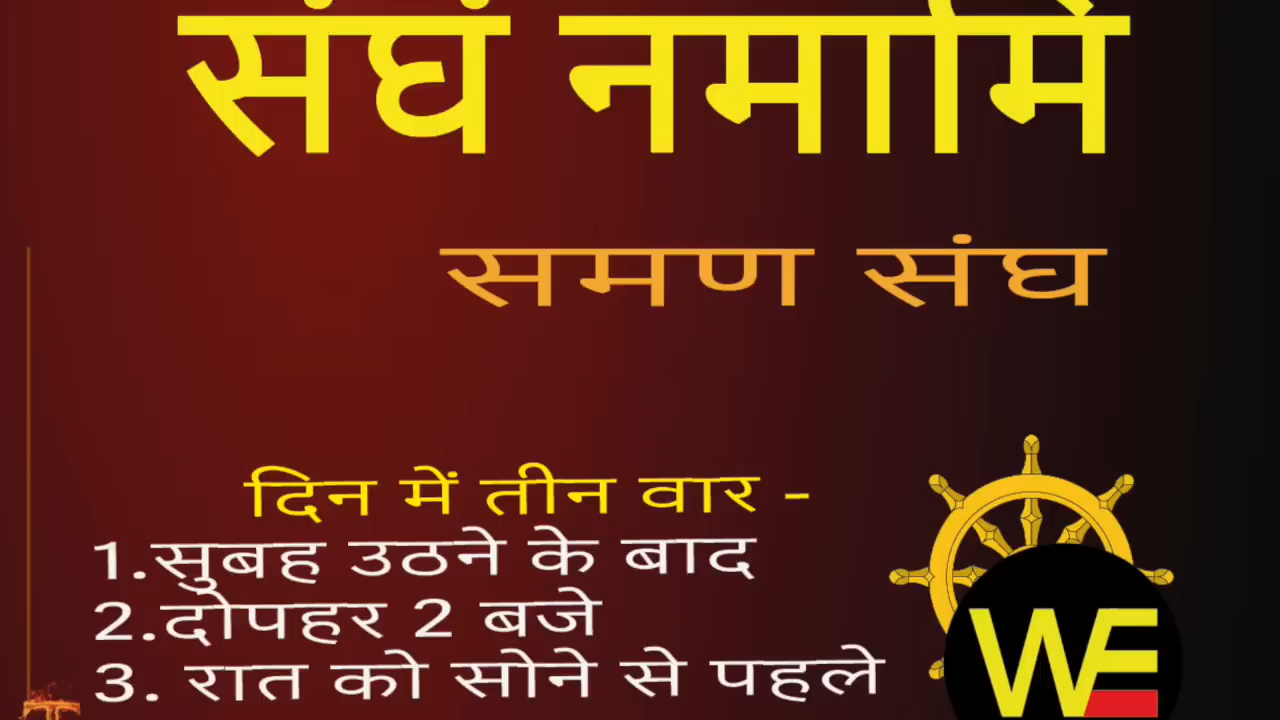 संघं नमामि
समण संघ
दिन में तीन वार -
1.सुबह उठने के बाद
2.दोपहर 2 बजे
3. रात को सोने से पहले
WE